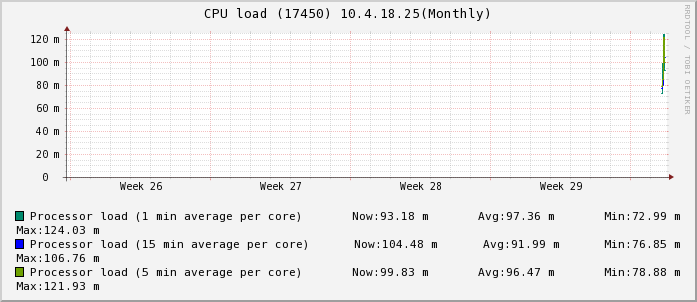 CPU load (17450) 10.4.18.25(Monthly)
RRDTOOL / TOBI OETIKER
120 m
100 m
80 m
60 m
40 m
20 m
0
Week 26 Week 27 Week 28 Week 29
Processor load (1 min average per core) Now:93.18 m Avg:97.36 m Min:72.99 m
Max:124.03 m
Processor load (15 min average per core) Now:104.48 m Avg:91.99 m Min:76.85 m
Max:106.76 m
Processor load (5 min average per core) Now:99.83 m Avg:96.47 m Min:78.88 m
Max:121.93 m